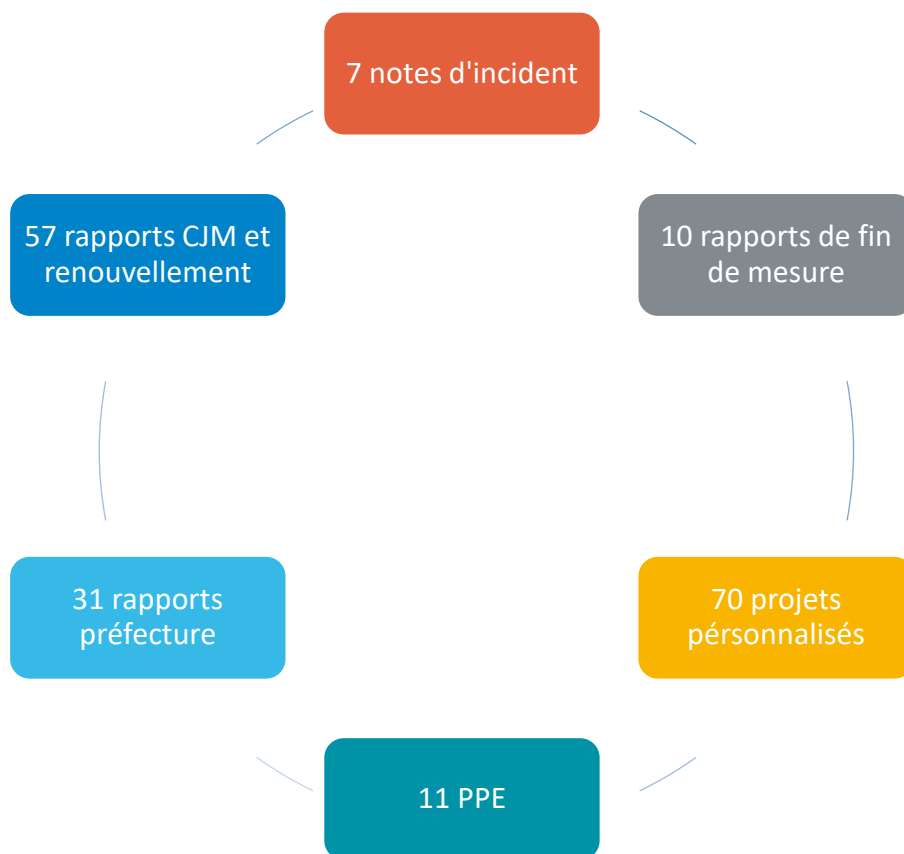 7 notes d'incident
10 rapports de fin
de mesure
70 projets
pérsonnalisés
11 PPE
31 rapports
préfecture
57 rapports CJM et
renouvellement